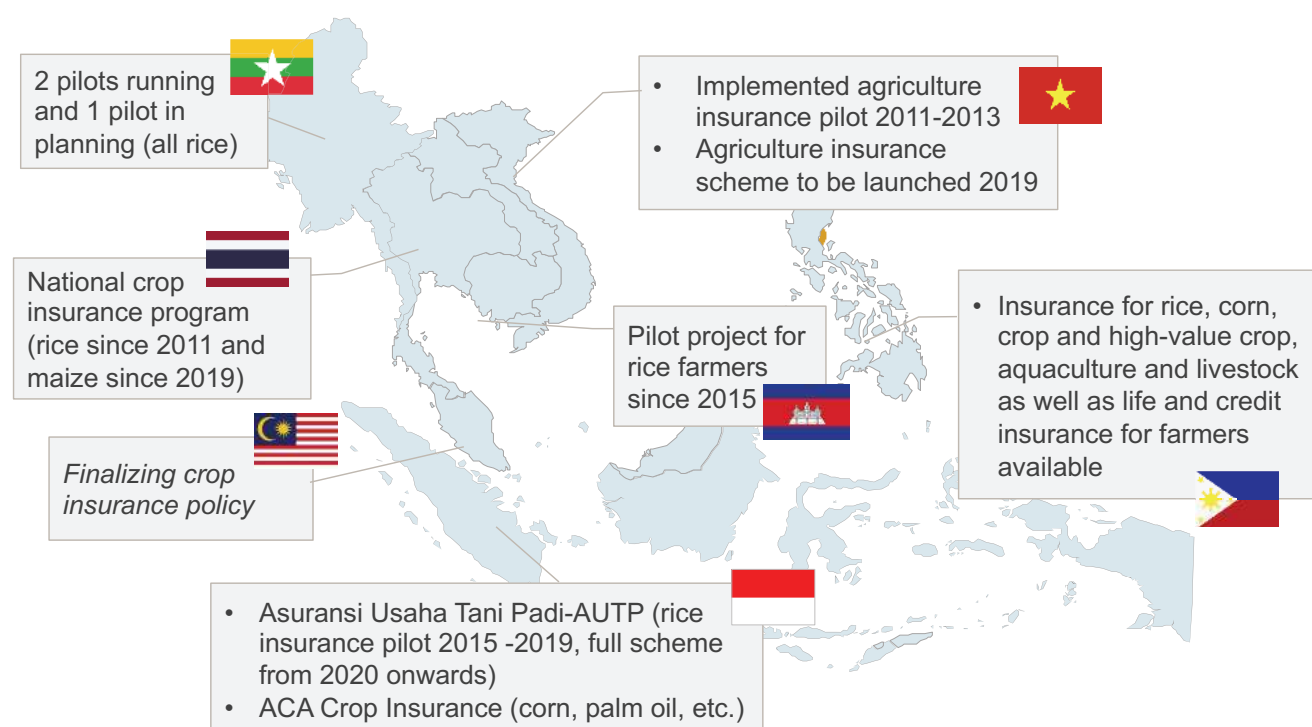 2 pilots running
and 1 pilot in
planning (all rice)
• Implemented agriculture
insurance pilot 2011-2013
• Agriculture insurance
scheme to be launched 2019
National crop
insurance program
(rice since 2011 and
maize since 2019)
Pilot project for
rice farmers
since 2015
• Insurance for rice, corn,
crop and high-value crop,
aquaculture and livestock
as well as life and credit
insurance for farmers
available
Finalizing crop
insurance policy
• Asuransi Usaha Tani Padi-AUTP (rice
insurance pilot 2015 -2019, full scheme
from 2020 onwards)
• ACA Crop Insurance (corn, palm oil, etc.)